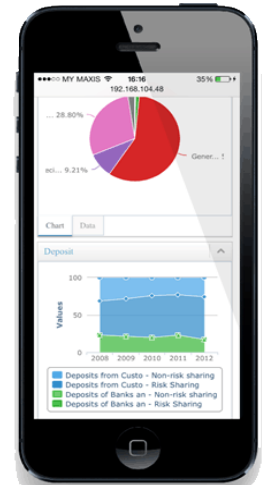 ●●●○○ MY MAXIS 16:16 35%
192.168.104.48
... 28.80%
sci... 9.21%
Gener...
Chart Data
Deposit
Values
100
50
0
2008 2009 2010 2011 2012
Deposits from Custo - Non-risk sharing
Deposits from Custo - Risk Sharing
Deposits of Banks an - Non-risk sharing
Deposits of Banks an - Risk Sharing